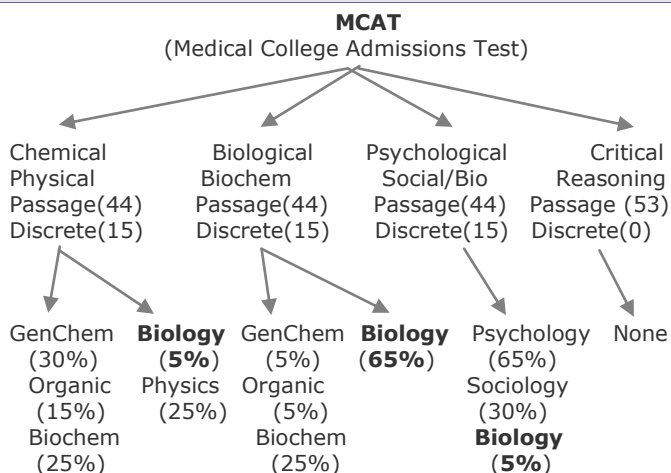 MCAT
(Medical College Admissions Test)
Chemical
Physical
Passage(44)
Discrete(15)
Biological
Biochem
Passage(44)
Discrete(15)
Psychological
Social/Bio
Passage(44)
Discrete(15)
Critical
Reasoning
Passage (53)
Discrete(0)
GenChem
(30%)
Organic
(15%)
Biochem
(25%)
Biology
(5%)
Physics
(25%)
GenChem
(5%)
Organic
(5%)
Biochem
(25%)
Biology
(65%)
Psychology
(65%)
Sociology
(30%)
Biology
(5%)
None